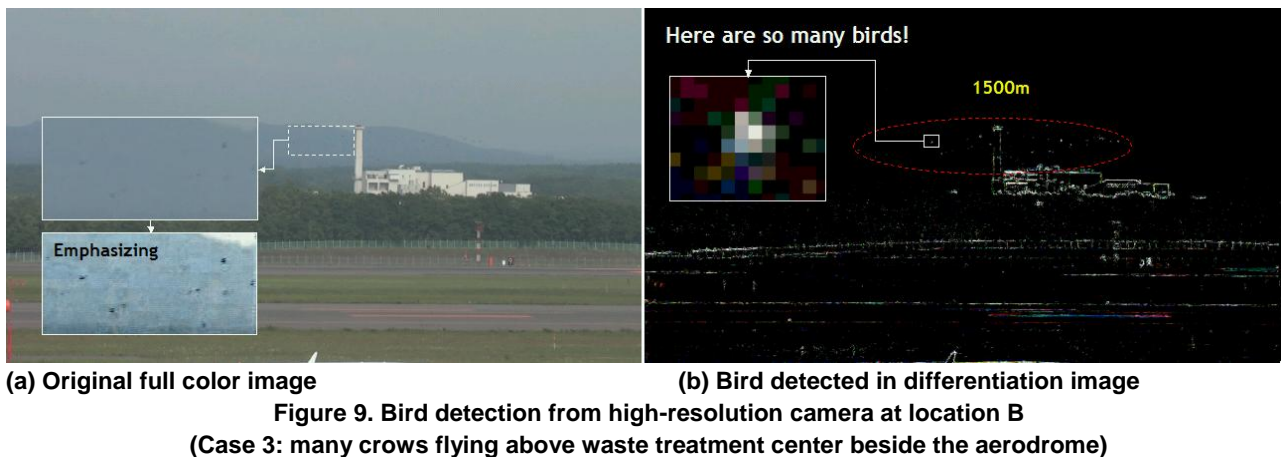 Emphasizing
Here are so many birds!
1500m
(a) Original full color image
(b) Bird detected in differentiation image
Figure 9. Bird detection from high-resolution camera at location B
(Case 3: many crows flying above waste treatment center beside the aerodrome)